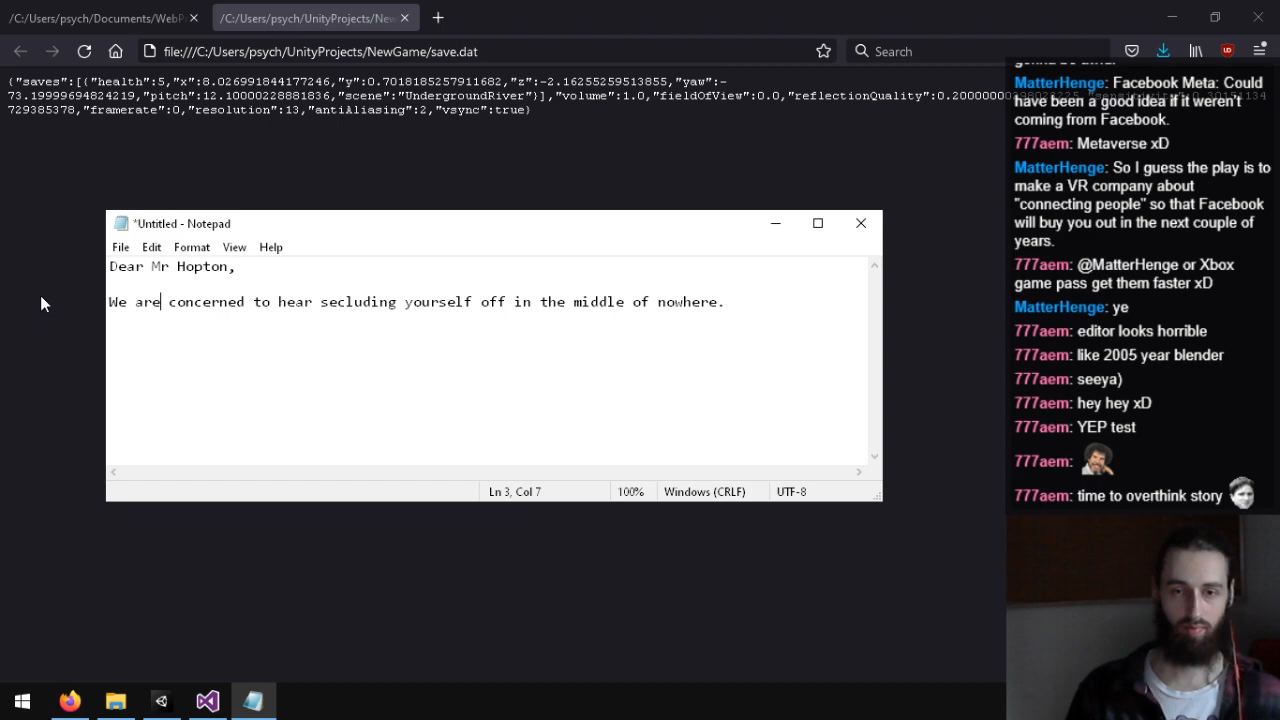 /C:/Users/psych/Documents/WebP
/C:/Users/psych/UnityProjects/New
file:///C:/Users/psych/UnityProjects/NewGame/save.dat
Search
{"saves":[{"health":5,"x":8.026991844177246,"y":0.7018185257911682,"z":-2.16255259513855,"yaw":-
73.19999694824219,"pitch":12.10000228881836,"scene":"UndergroundRiver"}],"volume":1.0,"fieldOfView":0.0,"reflectionQuality":0.2000000
729385378,"framerate":0,"resolution":13,"antiAliasing":2,"vsync":true}
*Untitled - Notepad
File Edit Format View Help
Dear Mr Hopton,
We are concerned to hear secluding yourself off in the middle of nowhere.
Ln 3, Col 7 100% Windows (CRLF) UTF-8
MatterHenge: Facebook Meta: Could
have been a good idea if it weren't
coming from Facebook.
777aem: Metaverse xD
MatterHenge: So I guess the play is to
make a VR company about
"connecting people" so that Facebook
will buy you out in the next couple of
years.
777aem: @MatterHenge or Xbox
game pass get them faster xD
MatterHenge: ye
777aem: editor looks horrible
777aem: like 2005 year blender
777aem: seeya)
777aem: hey hey xD
777aem: YEP test
777aem:
777aem: time to overthink story